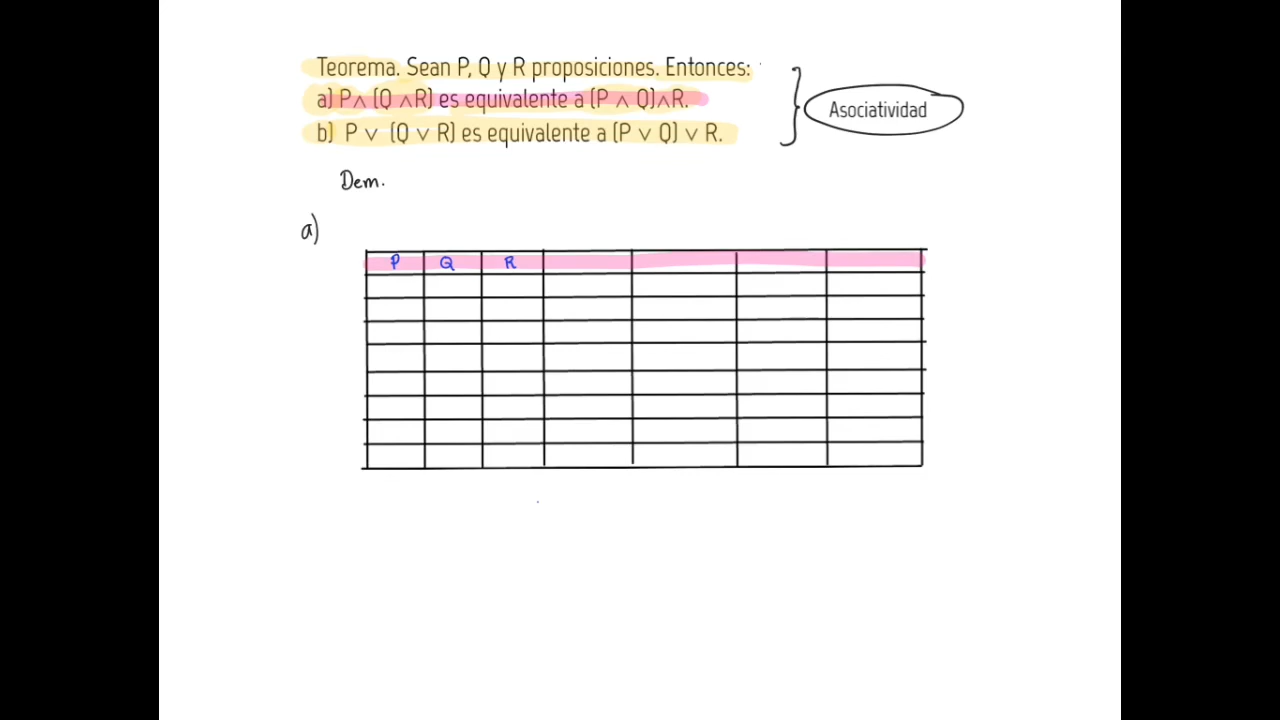 Teorema. Sean P, Q y R proposiciones. Entonces:
a) P∧ (Q ∧R) es equivalente a (P ∧ Q)∧R.
b) P ∨ (Q ∨ R) es equivalente a (P ∨ Q) ∨ R.
Asociatividad
Dem.
a)
P Q R